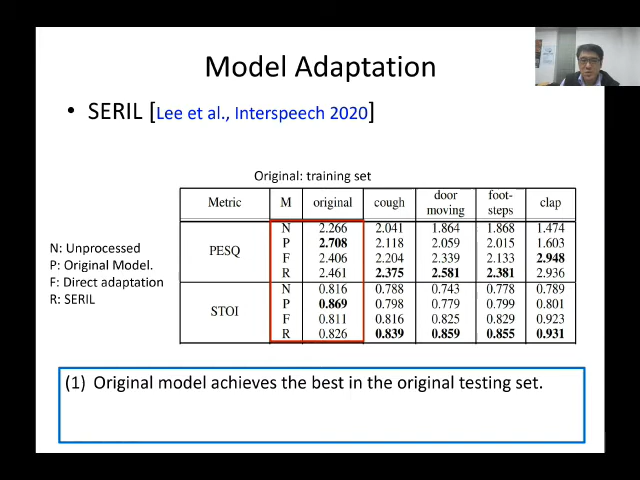 Model Adaptation
• SERIL [Lee et al., Interspeech 2020]
Original: training set
Metric M original cough door moving foot-steps clap
N 2.266 2.041 1.864 1.868 1.474
P 2.708 2.118 2.059 2.015 1.603
PESQ
F 2.406 2.204 2.339 2.133 2.948
R 2.461 2.375 2.581 2.381 2.936
N 0.816 0.788 0.743 0.778 0.789
P 0.869 0.798 0.779 0.799 0.801
STOI
F 0.811 0.816 0.825 0.829 0.923
R 0.826 0.839 0.859 0.855 0.931
N: Unprocessed
P: Original Model.
F: Direct adaptation
R: SERIL
(1) Original model achieves the best in the original testing set.